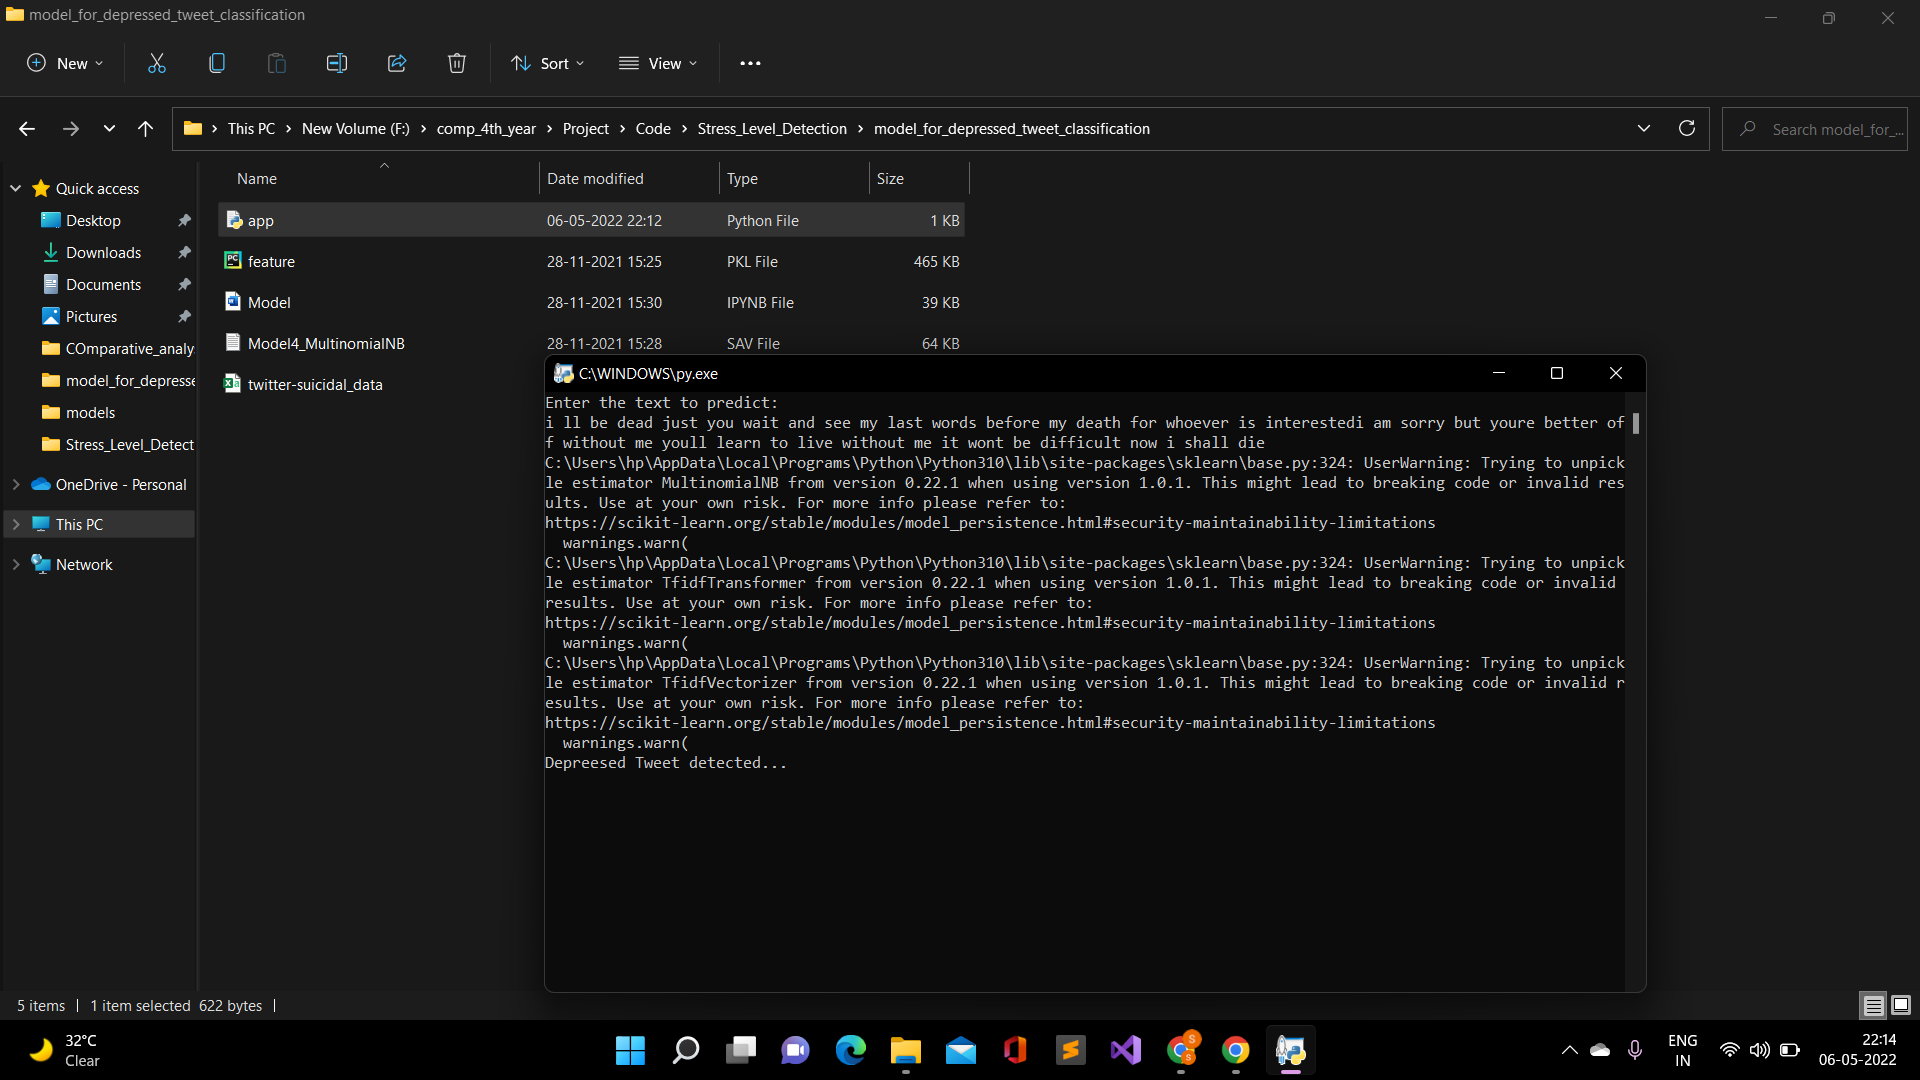 model_for_depressed_tweet_classification
New
Sort
View
This PC
New Volume (F:)
comp_4th_year
Project
Code
Stress_Level_Detection
model_for_depressed_tweet_classification
Search model_for_...
Name
Date modified
Type
Size
Quick access
Desktop
Downloads
Documents
Pictures
COmparative_analy
model_for_depresse
models
Stress_Level_Detect
OneDrive - Personal
This PC
Network
app 06-05-2022 22:12 Python File 1 KB
feature 28-11-2021 15:25 PKL File 465 KB
Model 28-11-2021 15:30 IPYNB File 39 KB
Model4_MultinomialNB 28-11-2021 15:28 SAV File 64 KB
twitter-suicidal_data
C:\WINDOWS\py.exe
Enter the text to predict:
i ll be dead just you wait and see my last words before my death for whoever is interestedi am sorry but youre better of
f without me youll learn to live without me it wont be difficult now i shall die
C:\Users\hp\AppData\Local\Programs\Python\Python310\lib\site-packages\sklearn\base.py:324: UserWarning: Trying to unpick
le estimator MultinomialNB from version 0.22.1 when using version 1.0.1. This might lead to breaking code or invalid res
ults. Use at your own risk. For more info please refer to:
https://scikit-learn.org/stable/modules/model_persistence.html#security-maintainability-limitations
warnings.warn(
C:\Users\hp\AppData\Local\Programs\Python\Python310\lib\site-packages\sklearn\base.py:324: UserWarning: Trying to unpick
le estimator TfidfTransformer from version 0.22.1 when using version 1.0.1. This might lead to breaking code or invalid
results. Use at your own risk. For more info please refer to:
https://scikit-learn.org/stable/modules/model_persistence.html#security-maintainability-limitations
warnings.warn(
C:\Users\hp\AppData\Local\Programs\Python\Python310\lib\site-packages\sklearn\base.py:324: UserWarning: Trying to unpick
le estimator TfidfVectorizer from version 0.22.1 when using version 1.0.1. This might lead to breaking code or invalid r
esults. Use at your own risk. For more info please refer to:
https://scikit-learn.org/stable/modules/model_persistence.html#security-maintainability-limitations
warnings.warn(
Depreesed Tweet detected...
5 items
1 item selected 622 bytes
32°C
Clear
ENG
IN
22:14
06-05-2022